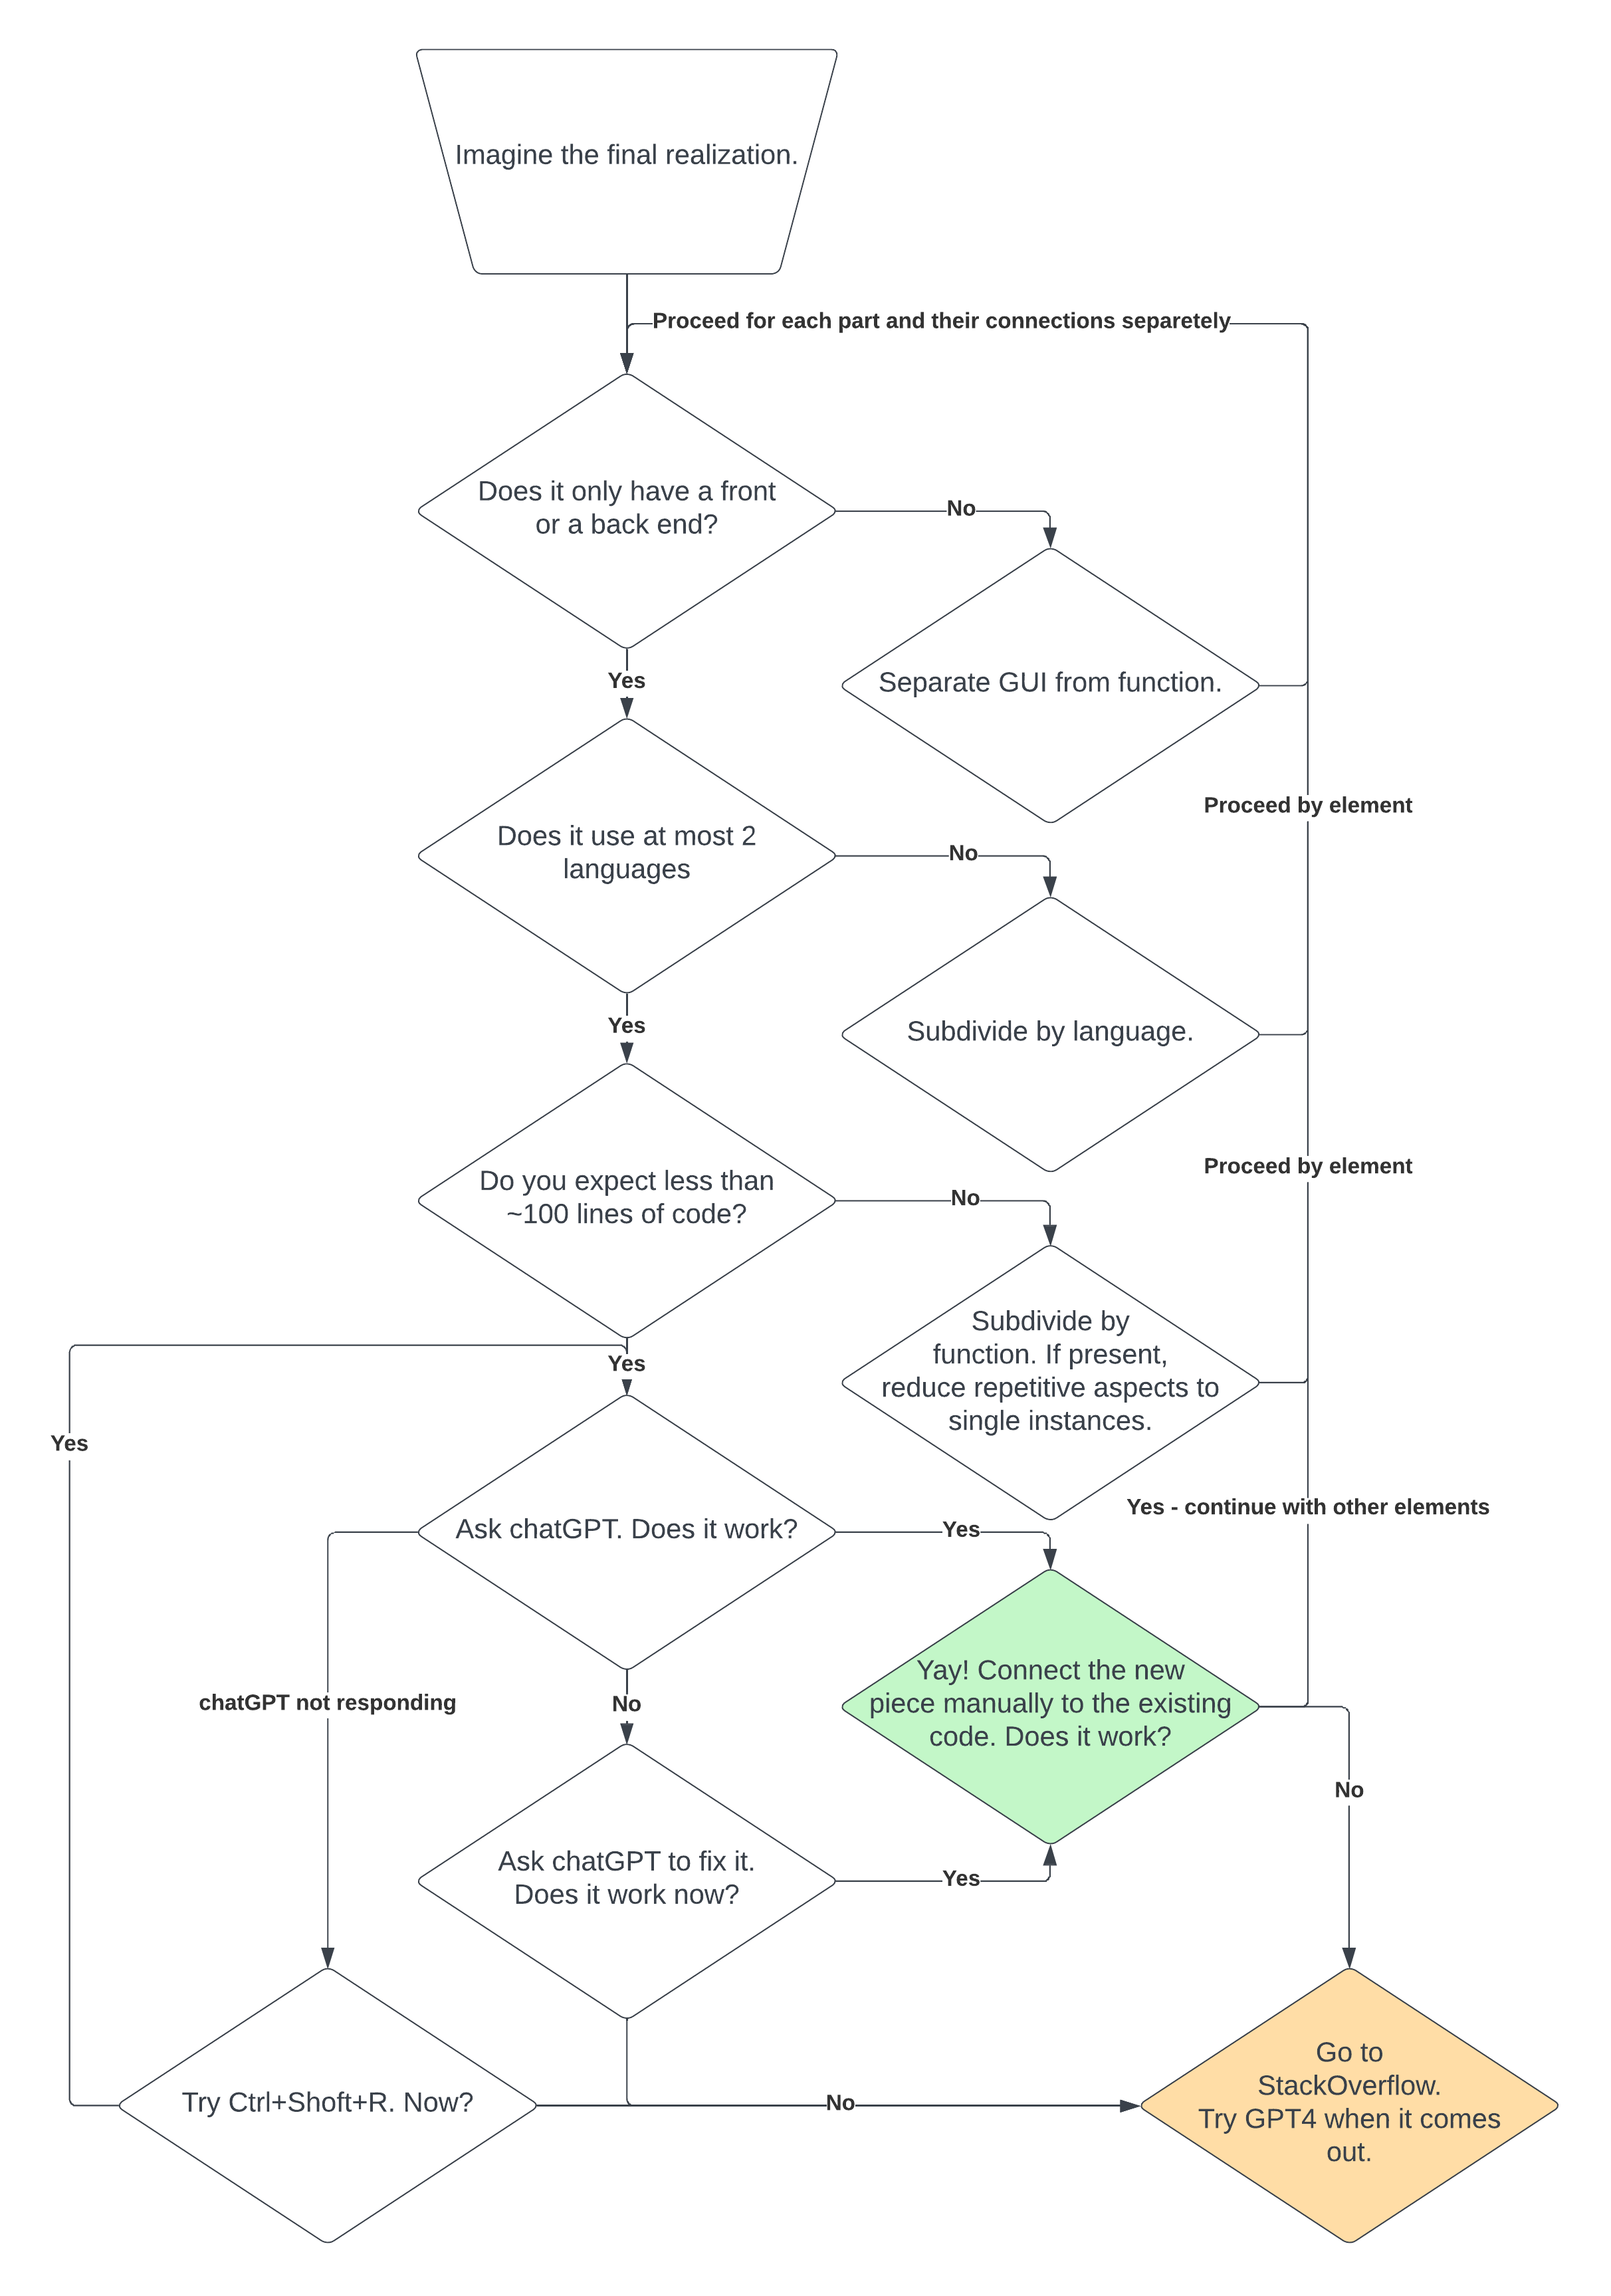 Imagine the final realization.
Proceed for each part and their connections separetely
Does it only have a front
or a back end?
No
Yes
Separate GUI from function.
Proceed by element
Does it use at most 2
languages
No
Yes
Subdivide by language.
Proceed by element
Do you expect less than
~100 lines of code?
No
Yes
Subdivide by
function. If present,
reduce repetitive aspects to
single instances.
Yes
Yes - continue with other elements
Ask chatGPT. Does it work?
Yes
chatGPT not responding
No
Yay! Connect the new
piece manually to the existing
code. Does it work?
No
Ask chatGPT to fix it.
Does it work now?
Yes
Try Ctrl+Shoft+R. Now?
No
Go to
StackOverflow.
Try GPT4 when it comes
out.